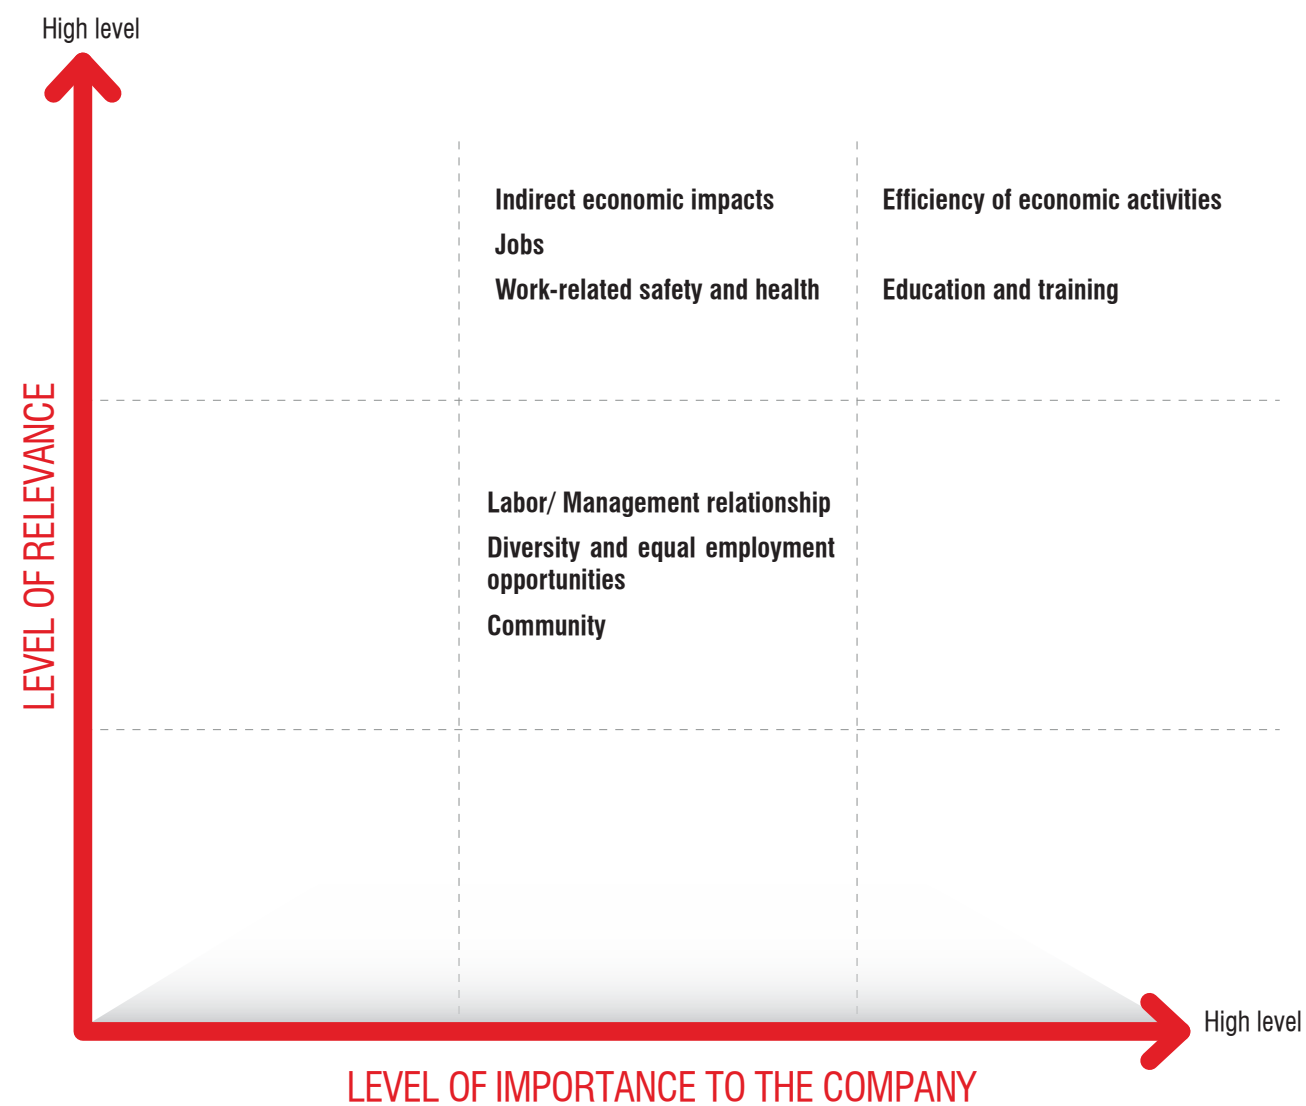 High level
Indirect economic impacts
Jobs
Work-related safety and health
Efficiency of economic activities
Education and training
LEVEL OF RELEVANCE
Labor/ Management relationship
Diversity and equal employment
opportunities
Community
High level
LEVEL OF IMPORTANCE TO THE COMPANY